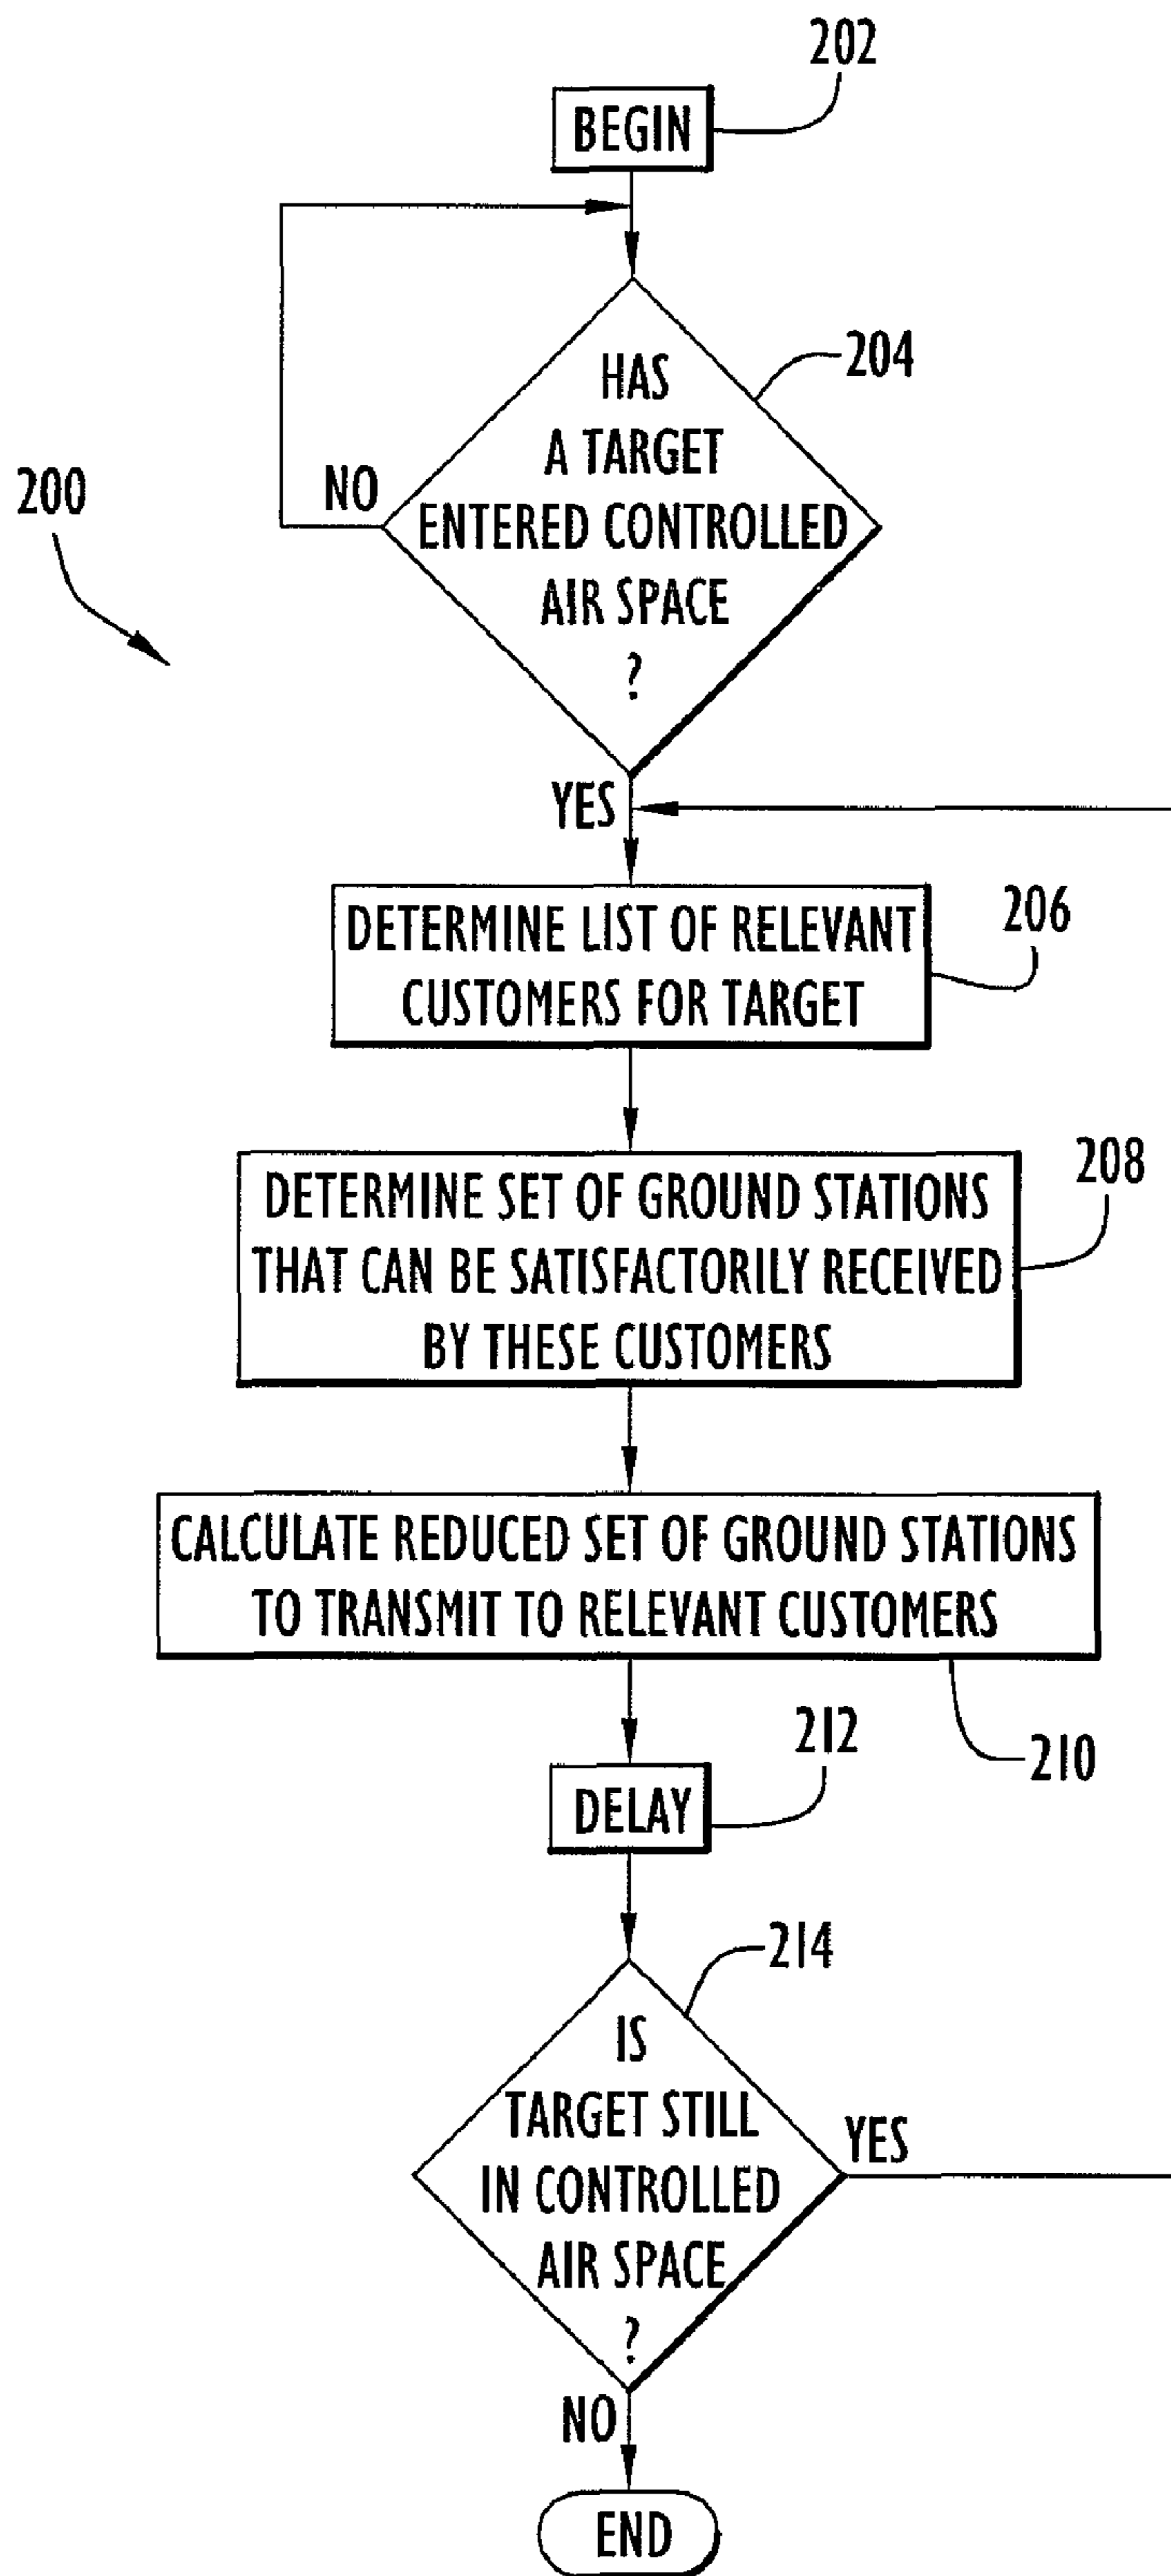 202
BEGIN
204
HAS
A TARGET
ENTERED CONTROLLED
AIR SPACE
?
NO
200
YES
206
DETERMINE LIST OF RELEVANT
CUSTOMERS FOR TARGET
208
DETERMINE SET OF GROUND STATIONS
THAT CAN BE SATISFACTORILY RECEIVED
BY THESE CUSTOMERS
CALCULATE REDUCED SET OF GROUND STATIONS
TO TRANSMIT TO RELEVANT CUSTOMERS
210
212
DELAY
214
IS
TARGET STILL
IN CONTROLLED
AIR SPACE
?
YES
NO
END